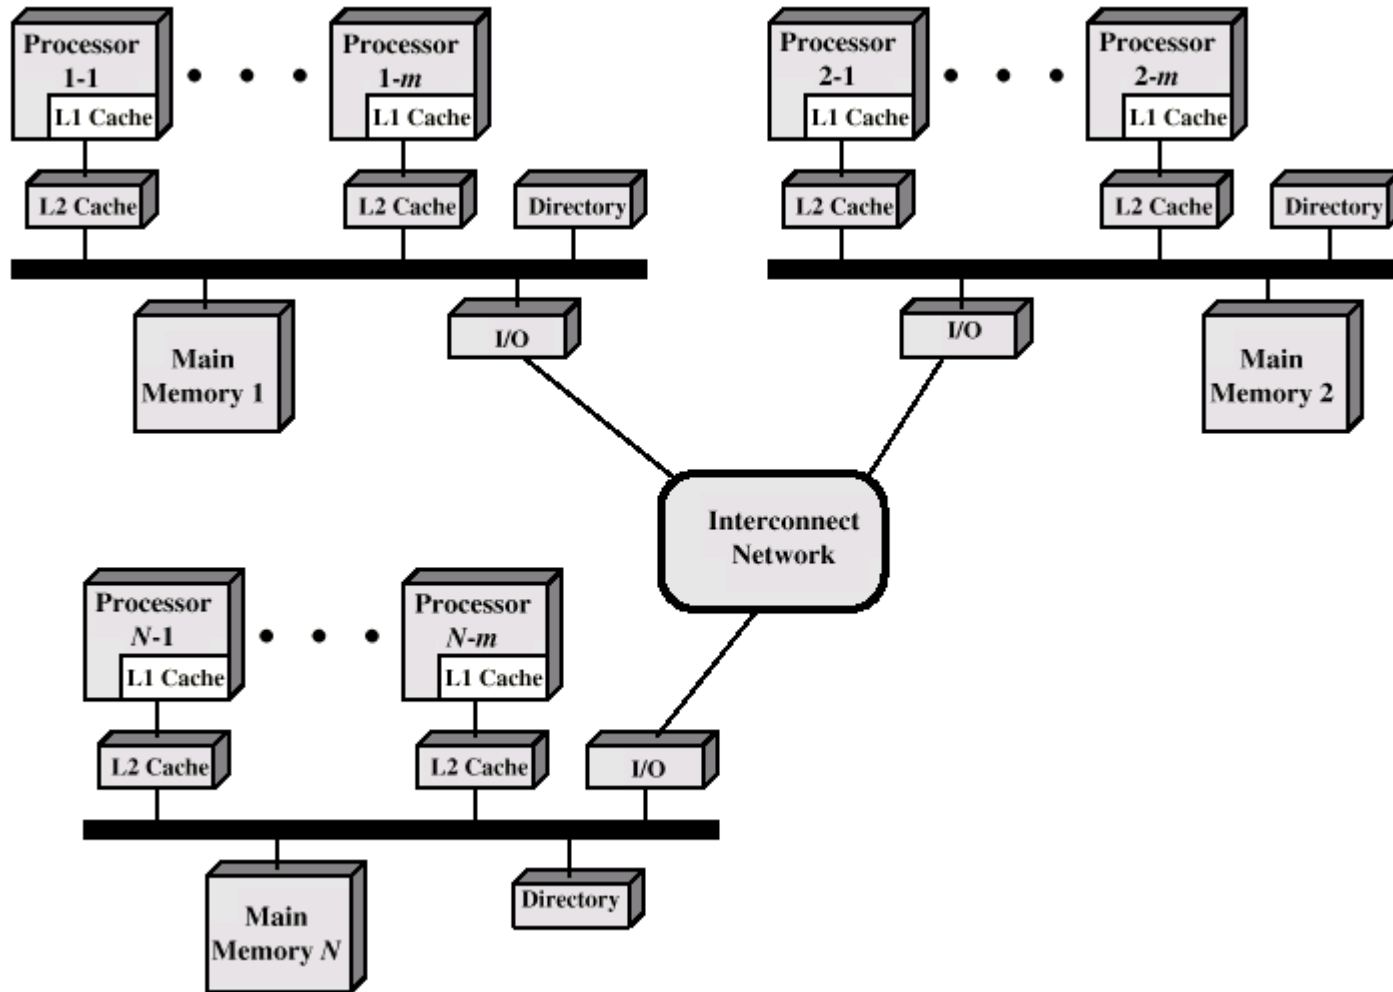 Processor
1-1
L1 Cache
L2 Cache
Processor
1-m
L1 Cache
L2 Cache
Directory
Main
Memory 1
I/O
Processor
2-1
L1 Cache
L2 Cache
Processor
2-m
L1 Cache
L2 Cache
Directory
I/O
Main
Memory 2
Interconnect
Network
Processor
N-1
L1 Cache
L2 Cache
Processor
N-m
L1 Cache
L2 Cache
I/O
Main
Memory N
Directory